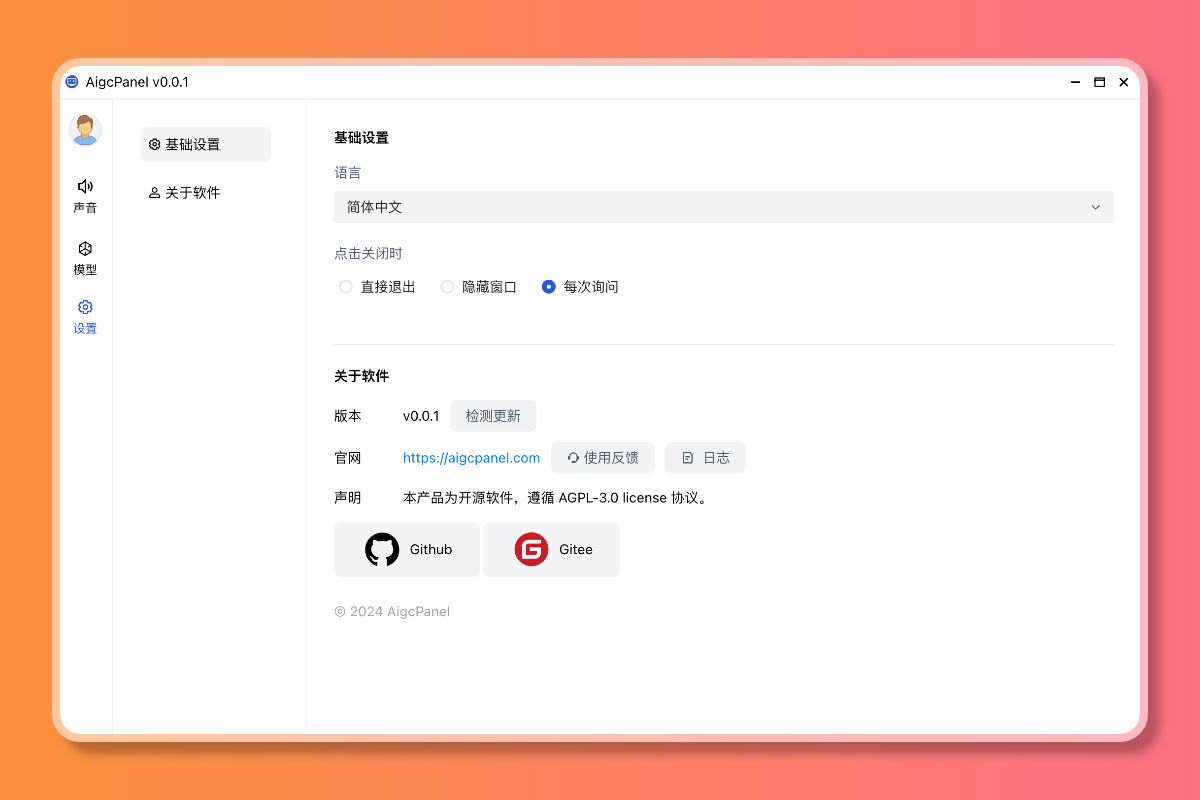 AigcPanel v0.0.1
声音
模型
设置
基础设置
关于软件
基础设置
语言
简体中文
点击关闭时
直接退出 隐藏窗口 每次询问
关于软件
版本 v0.0.1 检测更新
官网 https://aigcpanel.com 使用反馈 日志
声明 本产品为开源软件，遵循 AGPL-3.0 license 协议。
Github G Gitee
© 2024 AigcPanel